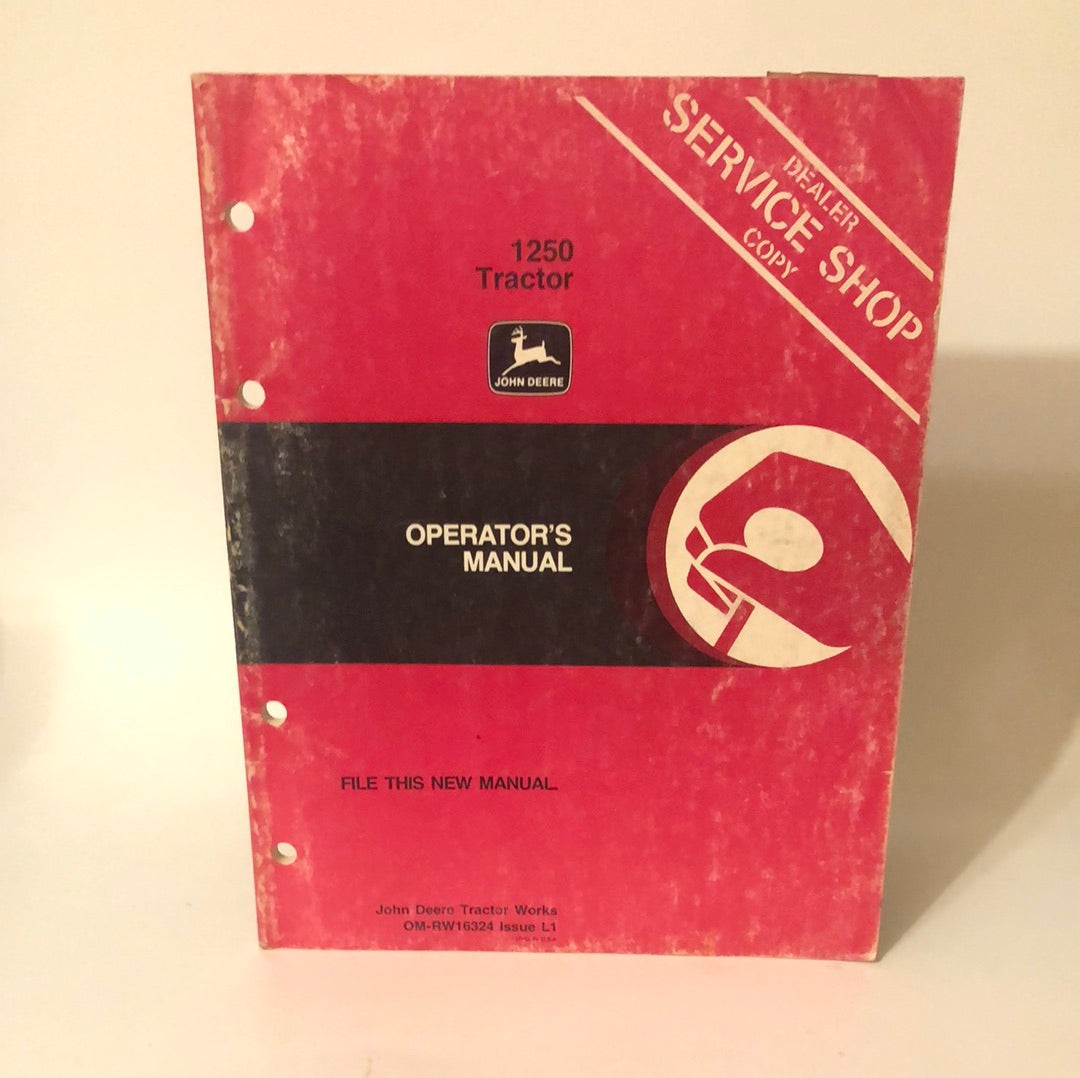 DEALER
SERVICE SHOP
COPY
1250
Tractor
JOHN DEERE
OPERATOR'S
MANUAL
FILE THIS NEW MANUAL.
John Deere Tractor Works
OM-RW16324 Issue L1